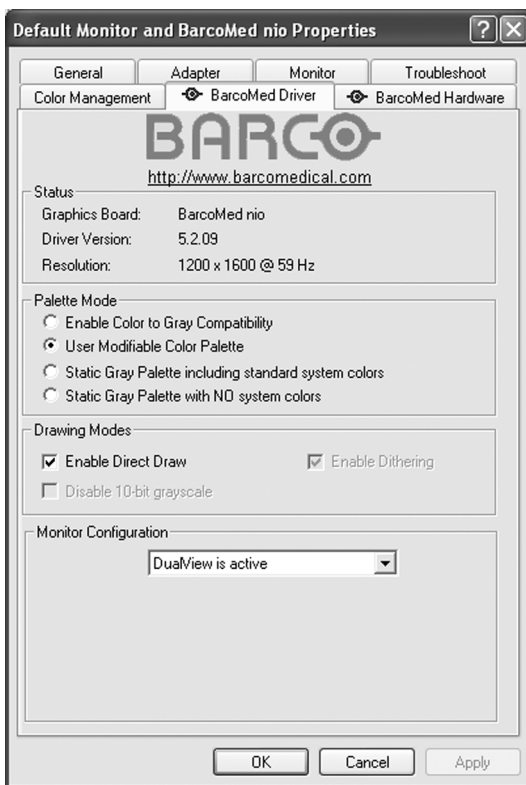 Default Monitor and BarcoMed nio Properties
General Adapter Monitor Troubleshoot
Color Management BarcoMed Driver BarcoMed Hardware
BARCO
http://www.barcomedical.com
Status
Graphics Board: BarcoMed nio
Driver Version: 5.2.09
Resolution: 1200 x 1600 @ 59 Hz
Palette Mode
Enable Color to Gray Compatibility
User Modifiable Color Palette
Static Gray Palette including standard system colors
Static Gray Palette with NO system colors
Drawing Modes
Enable Direct Draw Enable Dithering
Disable 10-bit grayscale
Monitor Configuration
DualView is active
OK Cancel Apply